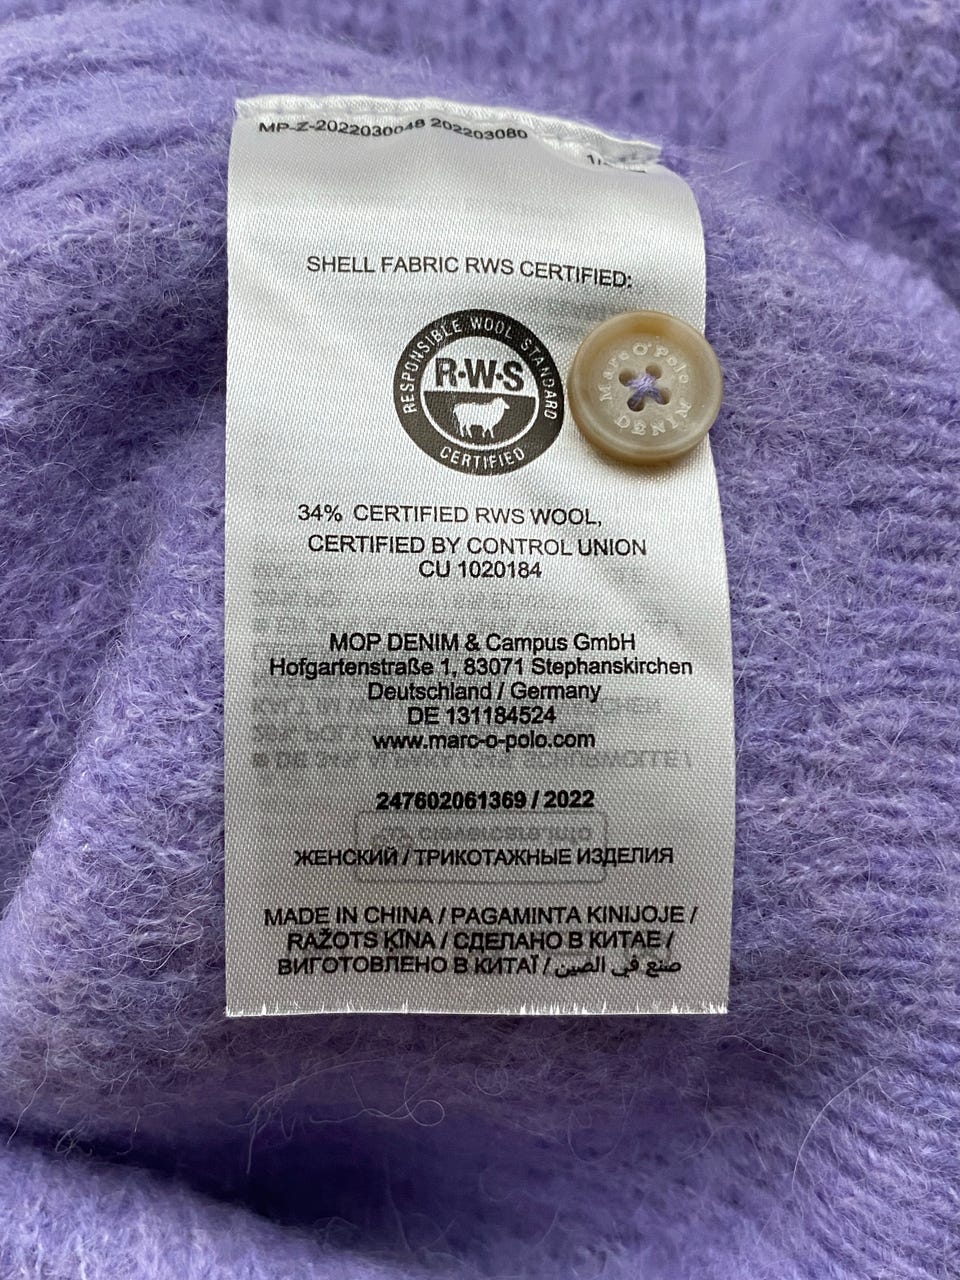 MP-Z-2022030048 202203080
SHELL FABRIC RWS CERTIFIED:
RESPONSIBLE WOOL STANDARD
R·W·S
CERTIFIED
Marc O'Polo
DENIM
34% CERTIFIED RWS WOOL,
CERTIFIED BY CONTROL UNION
CU 1020184
MOP DENIM & Campus GmbH
Hofgartenstraße 1, 83071 Stephanskirchen
Deutschland / Germany
DE 131184524
www.marc-o-polo.com
247602061369 / 2022
ЖЕНСКИЙ / ТРИКОТАЖНЫЕ ИЗДЕЛИЯ
MADE IN CHINA / PAGAMINTA KINIJOJE /
RAŽOTS ĶĪNA / СДЕЛАНО В КИТАЕ /
ВИГОТОВЛЕНО В КИТАЇ / صنع في الصين